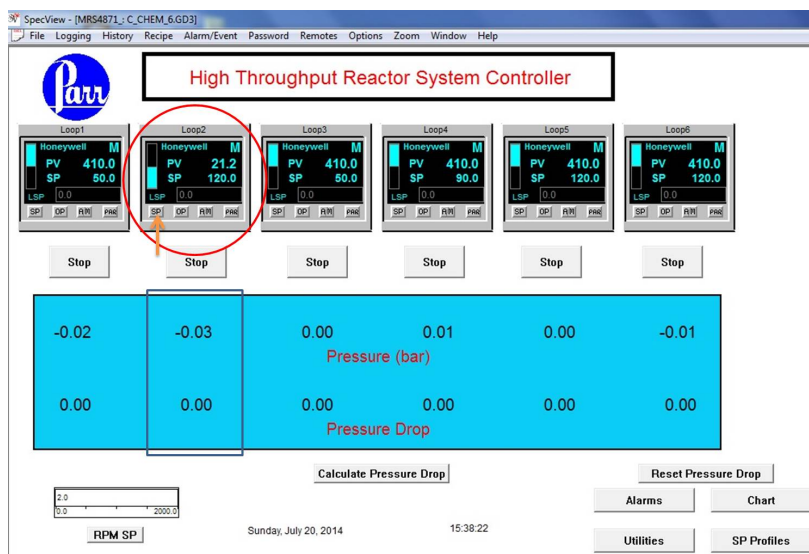 SpecView - [MRS4871_: C_CHEM_6.GD3]
File Logging History Recipe Alarm/Event Password Remotes Options Zoom Window Help
Parr
High Throughput Reactor System Controller
Loop1
Honeywell M
PV 410.0
SP 50.0
LSP 0.0
SP OP AM PAR
Loop2
Honeywell M
PV 21.2
SP 120.0
LSP 0.0
SP OP AM PAR
Loop3
Honeywell M
PV 410.0
SP 50.0
LSP 0.0
SP OP AM PAR
Loop4
Honeywell M
PV 410.0
SP 90.0
LSP 0.0
SP OP AM PAR
Loop5
Honeywell M
PV 410.0
SP 120.0
LSP 0.0
SP OP AM PAR
Loop6
Honeywell M
PV 410.0
SP 120.0
LSP 0.0
SP OP AM PAR
Stop Stop Stop Stop Stop Stop
-0.02 -0.03 0.00 0.01 0.00 -0.01
Pressure (bar)
0.00 0.00 0.00 0.00 0.00 0.00
Pressure Drop
Calculate Pressure Drop Reset Pressure Drop
2.0
0.0 2000.0
RPM SP
Sunday, July 20, 2014 15:38:22
Alarms Chart
Utilities SP Profiles